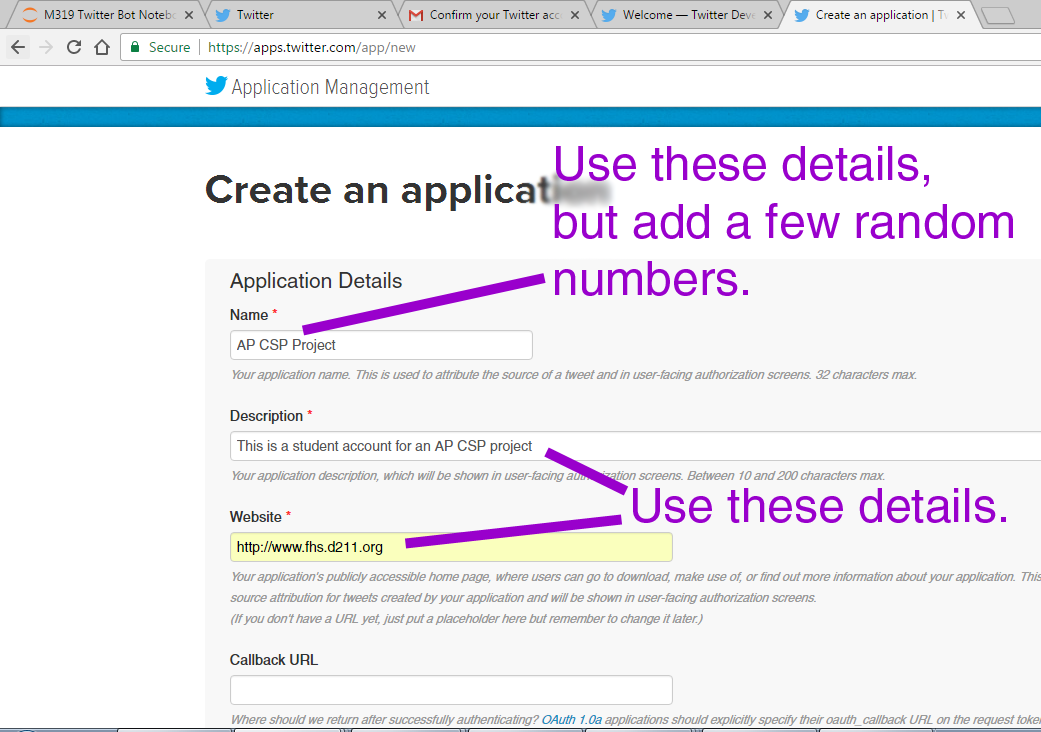 M319 Twitter Bot Noteb
Twitter
Confirm your Twitter acc
Welcome — Twitter Deve
Create an application | Tw
Secure
https://apps.twitter.com/app/new
Application Management
Use these details,
Create an application
but add a few random
numbers.
Application Details
Name *
AP CSP Project
Your application name. This is used to attribute the source of a tweet and in user-facing authorization screens. 32 characters max.
Description *
This is a student account for an AP CSP project
Your application description, which will be shown in user-facing authorization screens. Between 10 and 200 characters max.
Use these details.
Website *
http://www.fhs.d211.org
Your application's publicly accessible home page, where users can go to download, make use of, or find out more information about your application. This
source attribution for tweets created by your application and will be shown in user-facing authorization screens.
(If you don't have a URL yet, just put a placeholder here but remember to change it later.)
Callback URL
Where should we return after successfully authenticating? OAuth 1.0a applications should explicitly specify their oauth_callback URL on the request token